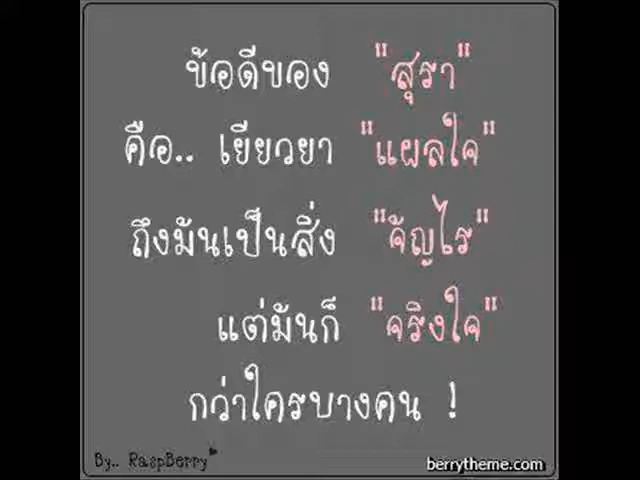 ข้อดีของ "สุรา"
คือ.. เยียวยา "แผลใจ"
ถึงมันเป็นสิ่ง "จัญไร"
แต่มันก็ "จริงใจ"
กว่าใครบางคน !
By.. RaspBerry
berrytheme.com